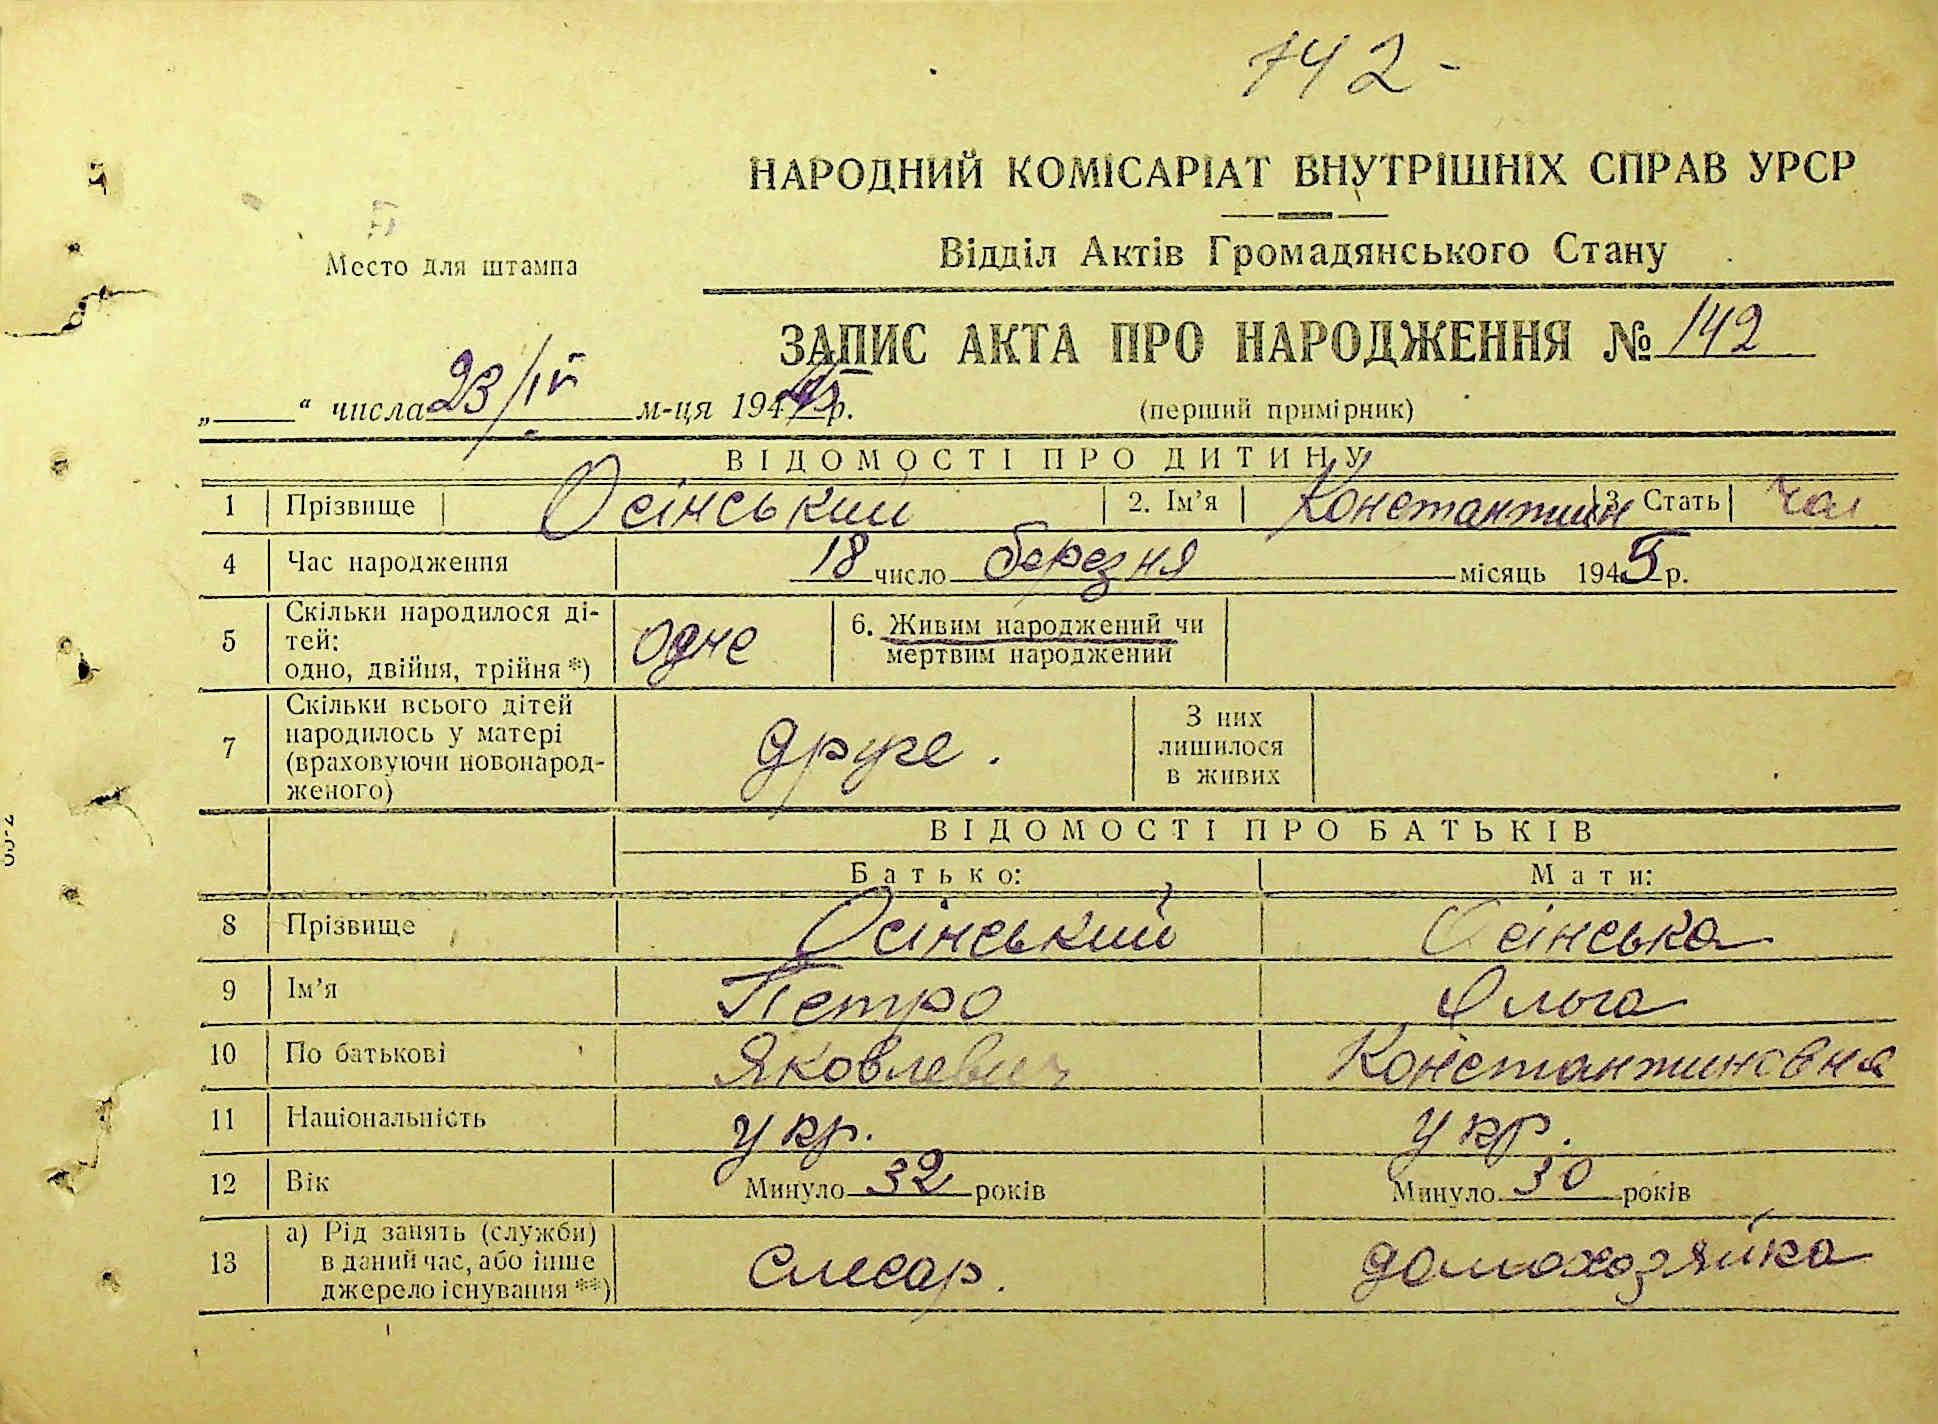 142 -
НАРОДНИЙ КОМІСАРІАТ ВНУТРІШНІХ СПРАВ УРСР
Место для штампа
Відділ Актів Громадянського Стану
ЗАПИС АКТА ПРО НАРОДЖЕННЯ № 142
„ “ числа 23/IV м-ця 194 45 р.
(перший примірник)
ВІДОМОСТІ ПРО ДИТИНУ
1 Прізвище Осінський 2. Ім’я Константин 3. Стать чол
4 Час народження 18 число березня місяць 1945 р.
5 Скільки народилося дітей: одно, двійня, трійня *) одне 6. Живим народжений чи мертвим народжений
7 Скільки всього дітей народилось у матері (враховуючи новонародженого) друге. З них лишилося в живих
ВІДОМОСТІ ПРО БАТЬКІВ
Батько: Мати:
8 Прізвище Осінський Осінська
9 Ім’я Петро Ольга
10 По батькові Яковлевич Константиновна
11 Національність укр. укр.
12 Вік Минуло 32 років Минуло 30 років
13 а) Рід занять (служби) в даний час, або інше джерело існування **) слесар. домохозяйка